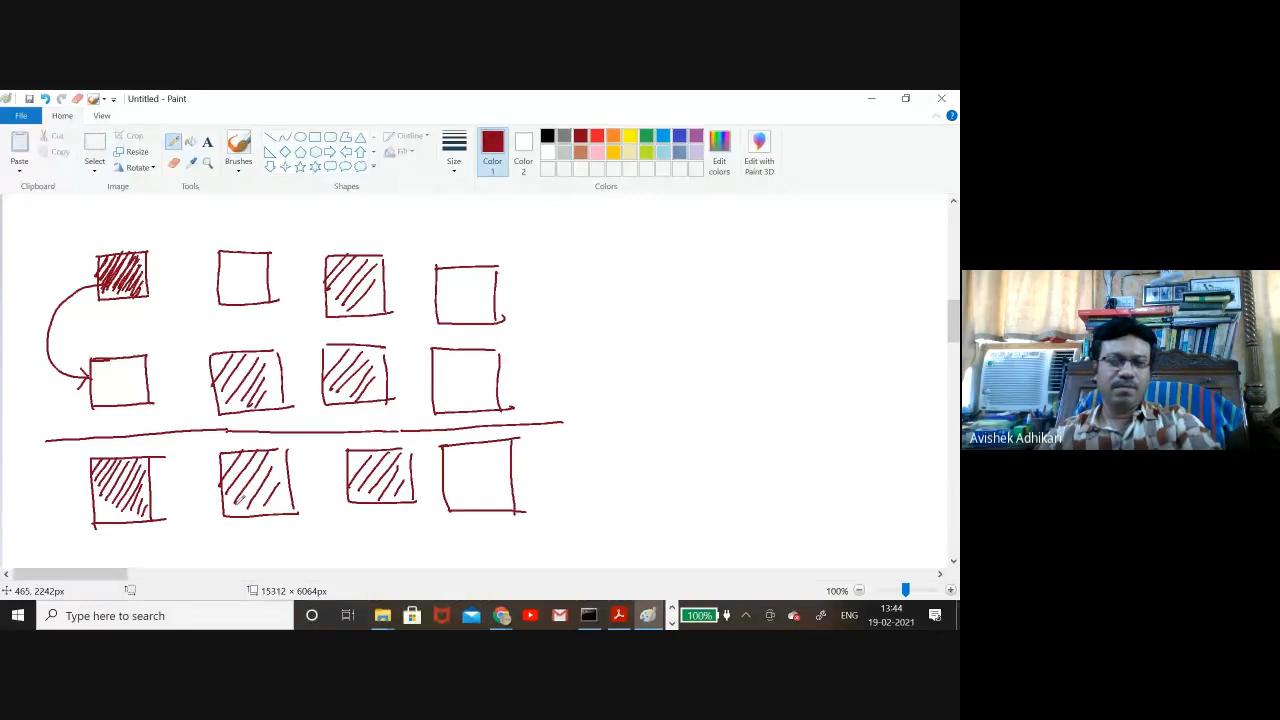 Untitled - Paint
File
Home
View
Paste
Cut
Copy
Clipboard
Select
Crop
Resize
Rotate
Image
A
Tools
Brushes
Outline
Fill
Shapes
Size
Color 1
Color 2
Edit colors
Edit with Paint 3D
Colors
Avishek Adhikari
465, 2242px
15312 × 6064px
100%
Type here to search
100%
ENG
13:44
19-02-2021